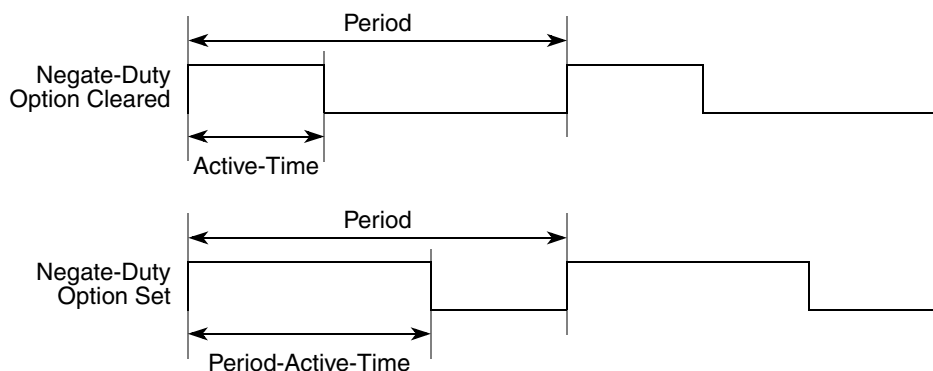 Period
Negate-Duty
Option Cleared
Active-Time
Period
Negate-Duty
Option Set
Period-Active-Time